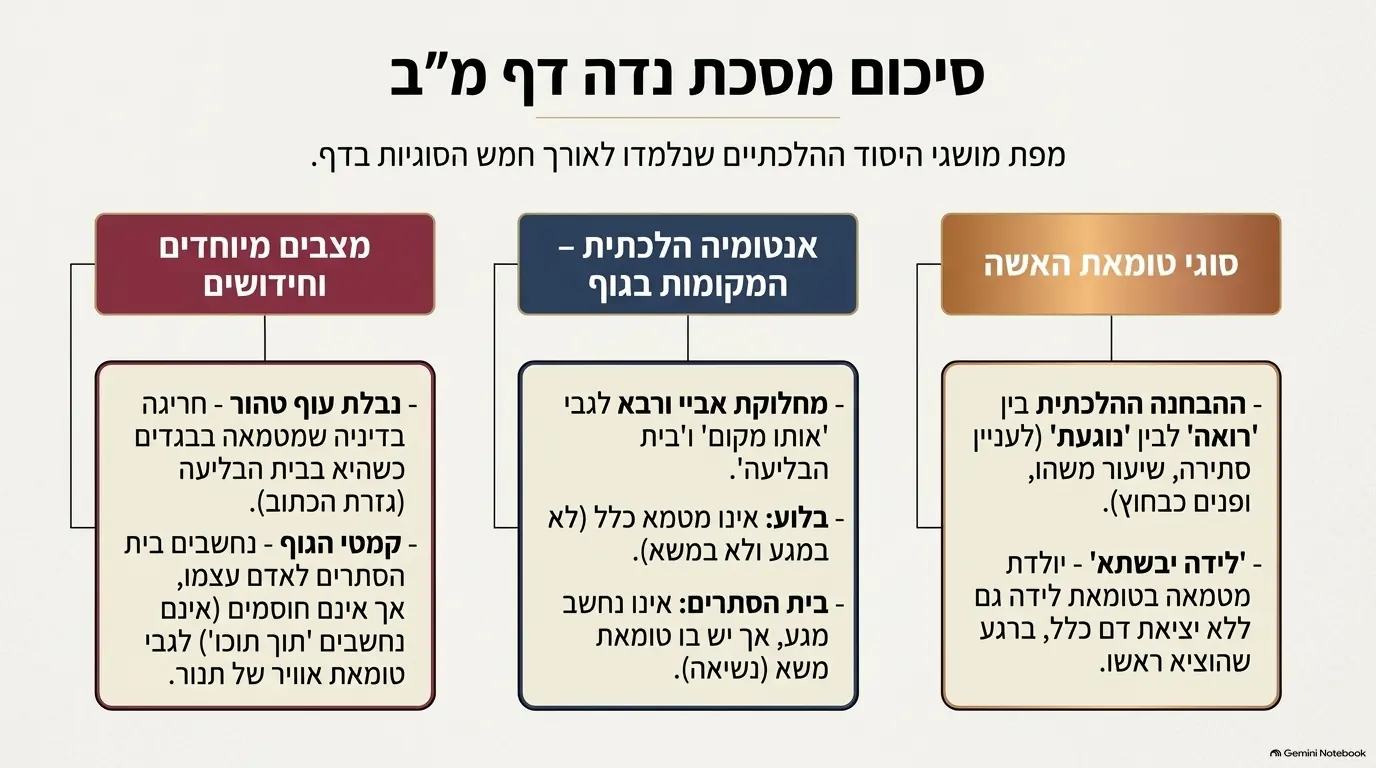 סיכום מסכת נדה דף מ"ב
מפת מושגי היסוד ההלכתיים שנלמדו לאורך חמש הסוגיות בדף.
סוגי טומאת האשה
- ההבחנה ההלכתית בין
'רואה' לבין 'נוגעת' (לעניין
סתירה, שיעור משהו,
ופנים כבחוץ).
- 'לידה יבשתא' - יולדת
מטמאה בטומאת לידה גם
ללא יציאת דם כלל, ברגע
שהוציא ראשו.
אנטומיה הלכתית –
המקומות בגוף
- מחלוקת אביי ורבא לגבי
'אותו מקום' ו'בית
הבליעה'.
- בלוע: אינו מטמא כלל (לא
במגע ולא במשא).
- בית הסתרים: אינו נחשב
מגע, אך יש בו טומאת
משא (נשיאה).
מצבים מיוחדים
וחידושים
- נבלת עוף טהור - חריגה
בדיניה שמטמאה בבגדים
כשהיא בבית הבליעה
(גזרת הכתוב).
- קמטי הגוף - נחשבים בית
הסתרים לאדם עצמו,
אך אינם חוסמים (אינם
נחשבים 'תוך תוכו') לגבי
טומאת אוויר של תנור.
Gemini Notebook